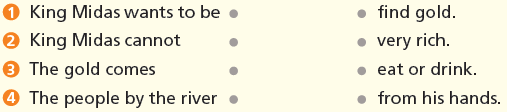 1 King Midas wants to be find gold.
2 King Midas cannot very rich.
3 The gold comes eat or drink.
4 The people by the river from his hands.